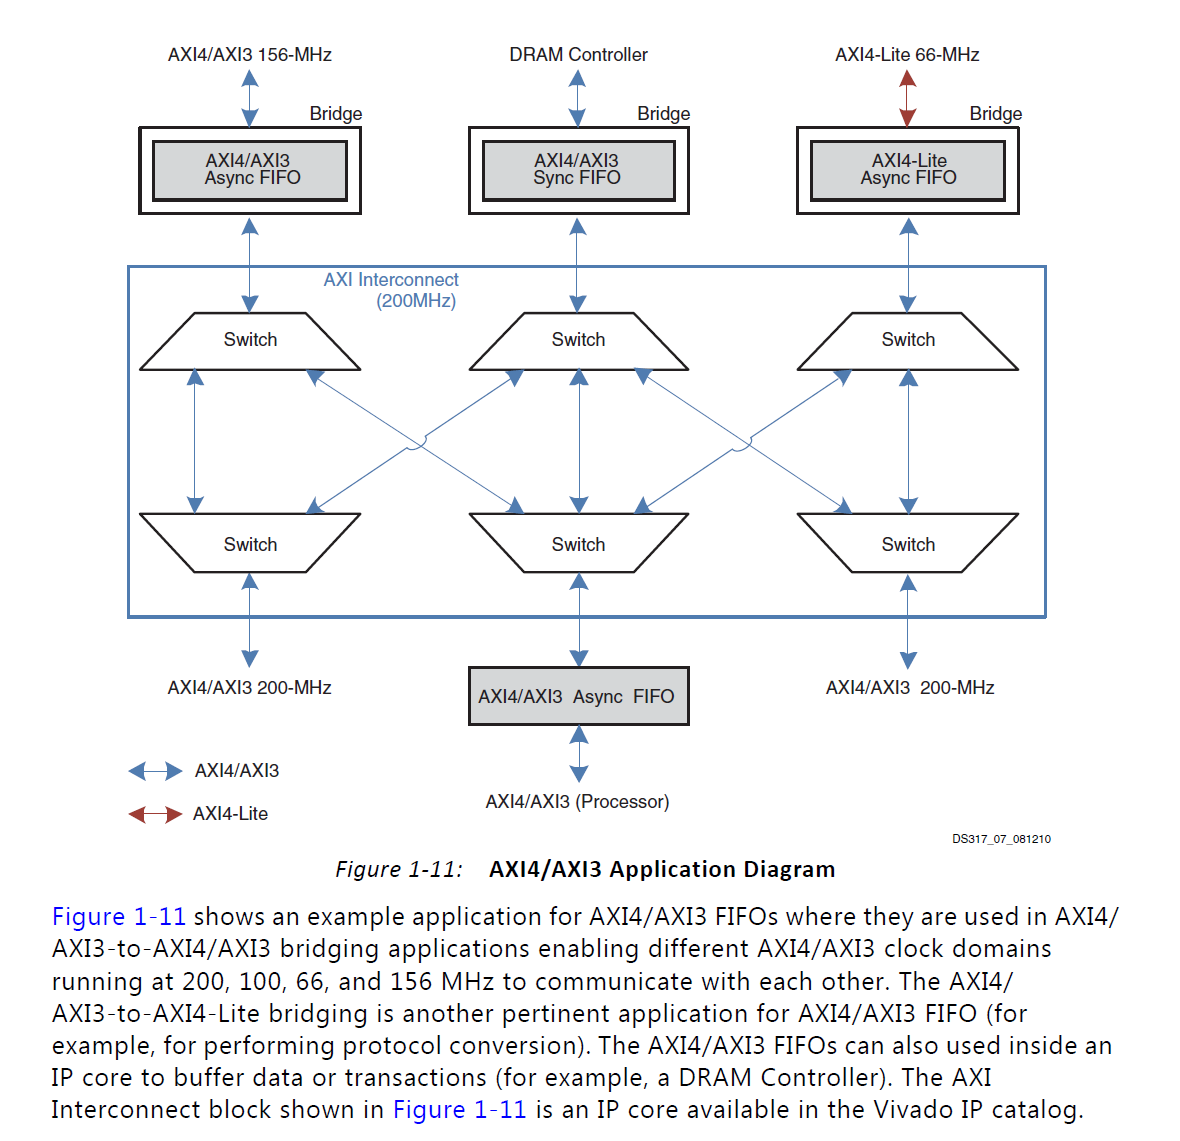 AXI4/AXI3 156-MHz
DRAM Controller
AXI4-Lite 66-MHz
Bridge
Bridge
Bridge
AXI4/AXI3
Async FIFO
AXI4/AXI3
Sync FIFO
AXI4-Lite
Async FIFO
AXI Interconnect
(200MHz)
Switch
Switch
Switch
Switch
Switch
Switch
AXI4/AXI3 200-MHz
AXI4/AXI3 Async FIFO
AXI4/AXI3 200-MHz
AXI4/AXI3
AXI4/AXI3 (Processor)
AXI4-Lite
DS317_07_081210
Figure 1-11: AXI4/AXI3 Application Diagram
Figure 1-11 shows an example application for AXI4/AXI3 FIFOs where they are used in AXI4/
AXI3-to-AXI4/AXI3 bridging applications enabling different AXI4/AXI3 clock domains
running at 200, 100, 66, and 156 MHz to communicate with each other. The AXI4/
AXI3-to-AXI4-Lite bridging is another pertinent application for AXI4/AXI3 FIFO (for
example, for performing protocol conversion). The AXI4/AXI3 FIFOs can also used inside an
IP core to buffer data or transactions (for example, a DRAM Controller). The AXI
Interconnect block shown in Figure 1-11 is an IP core available in the Vivado IP catalog.